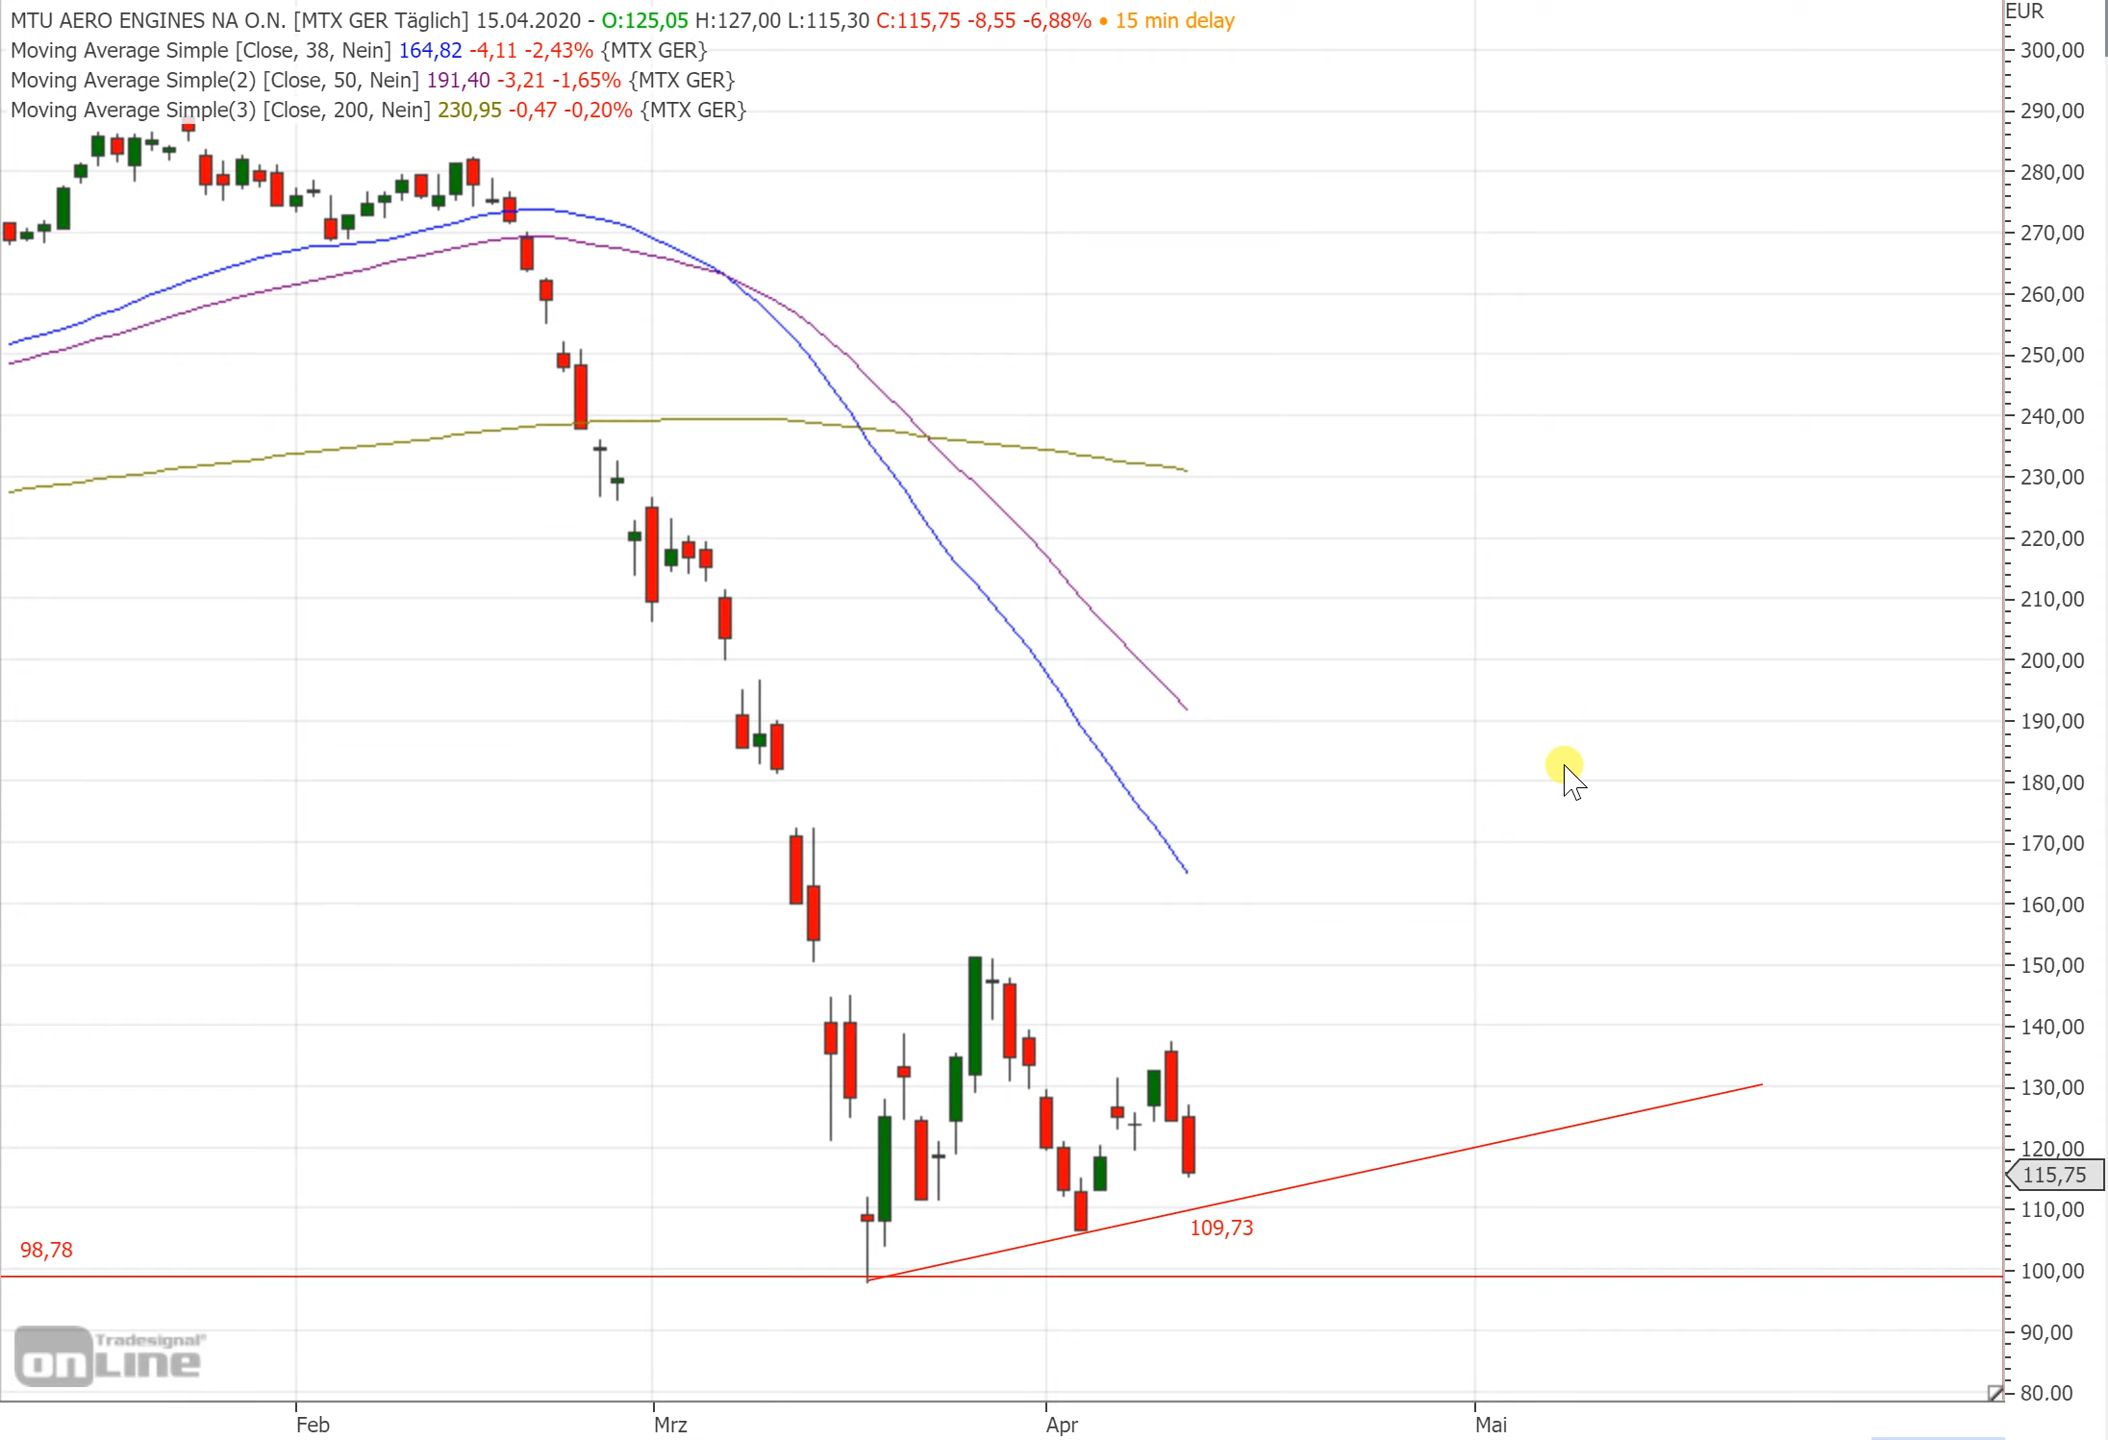 MTU AERO ENGINES NA O.N. [MTX GER Täglich] 15.04.2020 - O:125,05 H:127,00 L:115,30 C:115,75 -8,55 -6,88% • 15 min delay
EUR
Moving Average Simple [Close, 38, Nein] 164,82 -4,11 -2,43% {MTX GER}
Moving Average Simple(2) [Close, 50, Nein] 191,40 -3,21 -1,65% {MTX GER}
Moving Average Simple(3) [Close, 200, Nein] 230,95 -0,47 -0,20% {MTX GER}
300,00
290,00
280,00
270,00
260,00
250,00
240,00
230,00
220,00
210,00
200,00
190,00
180,00
170,00
160,00
150,00
140,00
130,00
120,00
115,75
110,00
109,73
98,78
100,00
90,00
80,00
Tradesignal®
onLine
Feb
Mrz
Apr
Mai